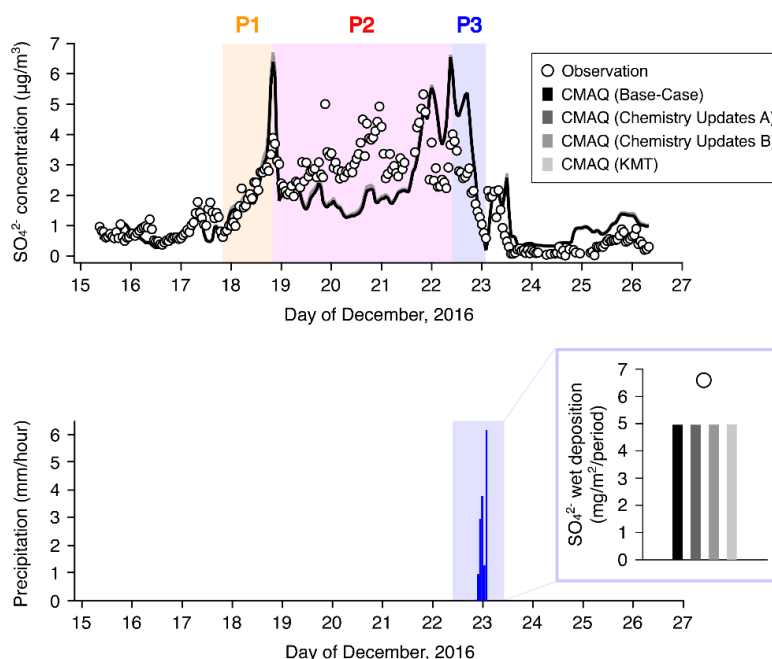 P1 P2 P3
SO₄²⁻ concentration (μg/m³)
7
6
5
4
3
2
1
0
15 16 17 18 19 20 21 22 23 24 25 26 27
Day of December, 2016
Observation
CMAQ (Base-Case)
CMAQ (Chemistry Updates A)
CMAQ (Chemistry Updates B)
CMAQ (KMT)
Precipitation (mm/hour)
6
5
4
3
2
1
0
15 16 17 18 19 20 21 22 23 24 25 26 27
Day of December, 2016
SO₄²⁻ wet deposition
(mg/m²/period)
7
6
5
4
3
2
1
0